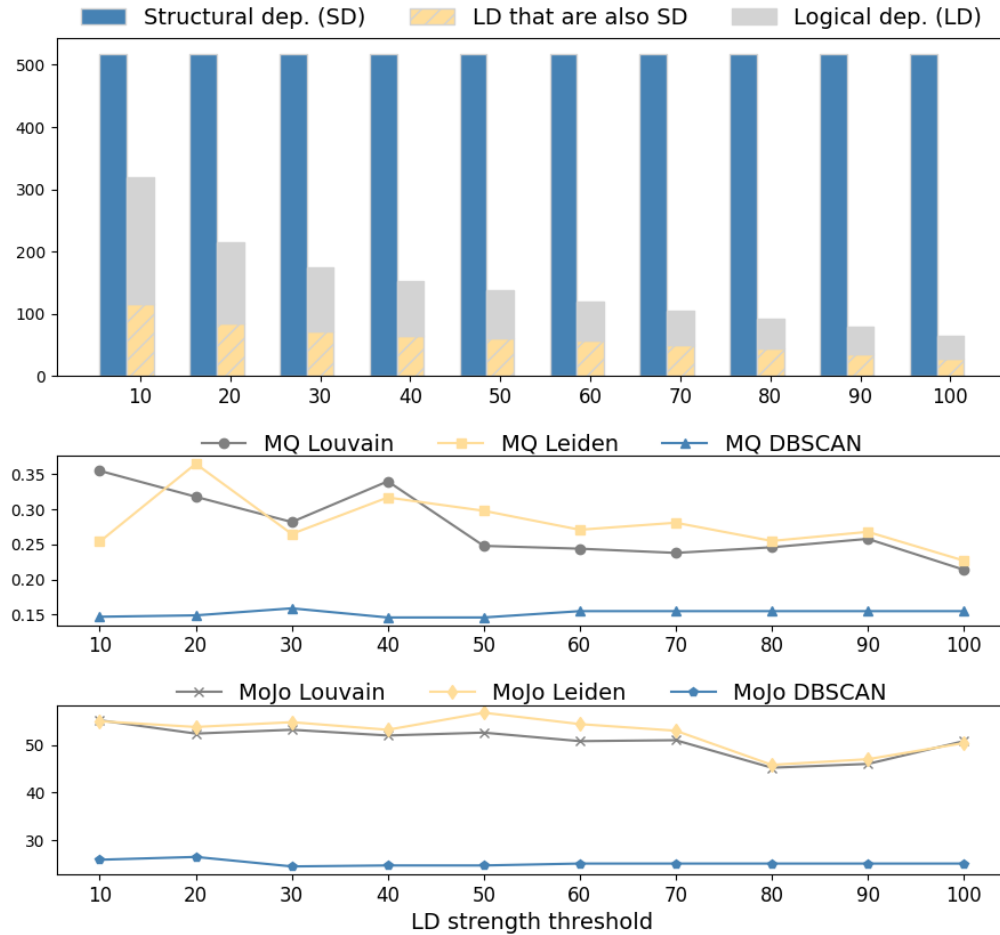 Structural dep. (SD) LD that are also SD Logical dep. (LD)
500
400
300
200
100
0
10 20 30 40 50 60 70 80 90 100
MQ Louvain MQ Leiden MQ DBSCAN
0.35
0.30
0.25
0.20
0.15
10 20 30 40 50 60 70 80 90 100
MoJo Louvain MoJo Leiden MoJo DBSCAN
50
40
30
10 20 30 40 50 60 70 80 90 100
LD strength threshold